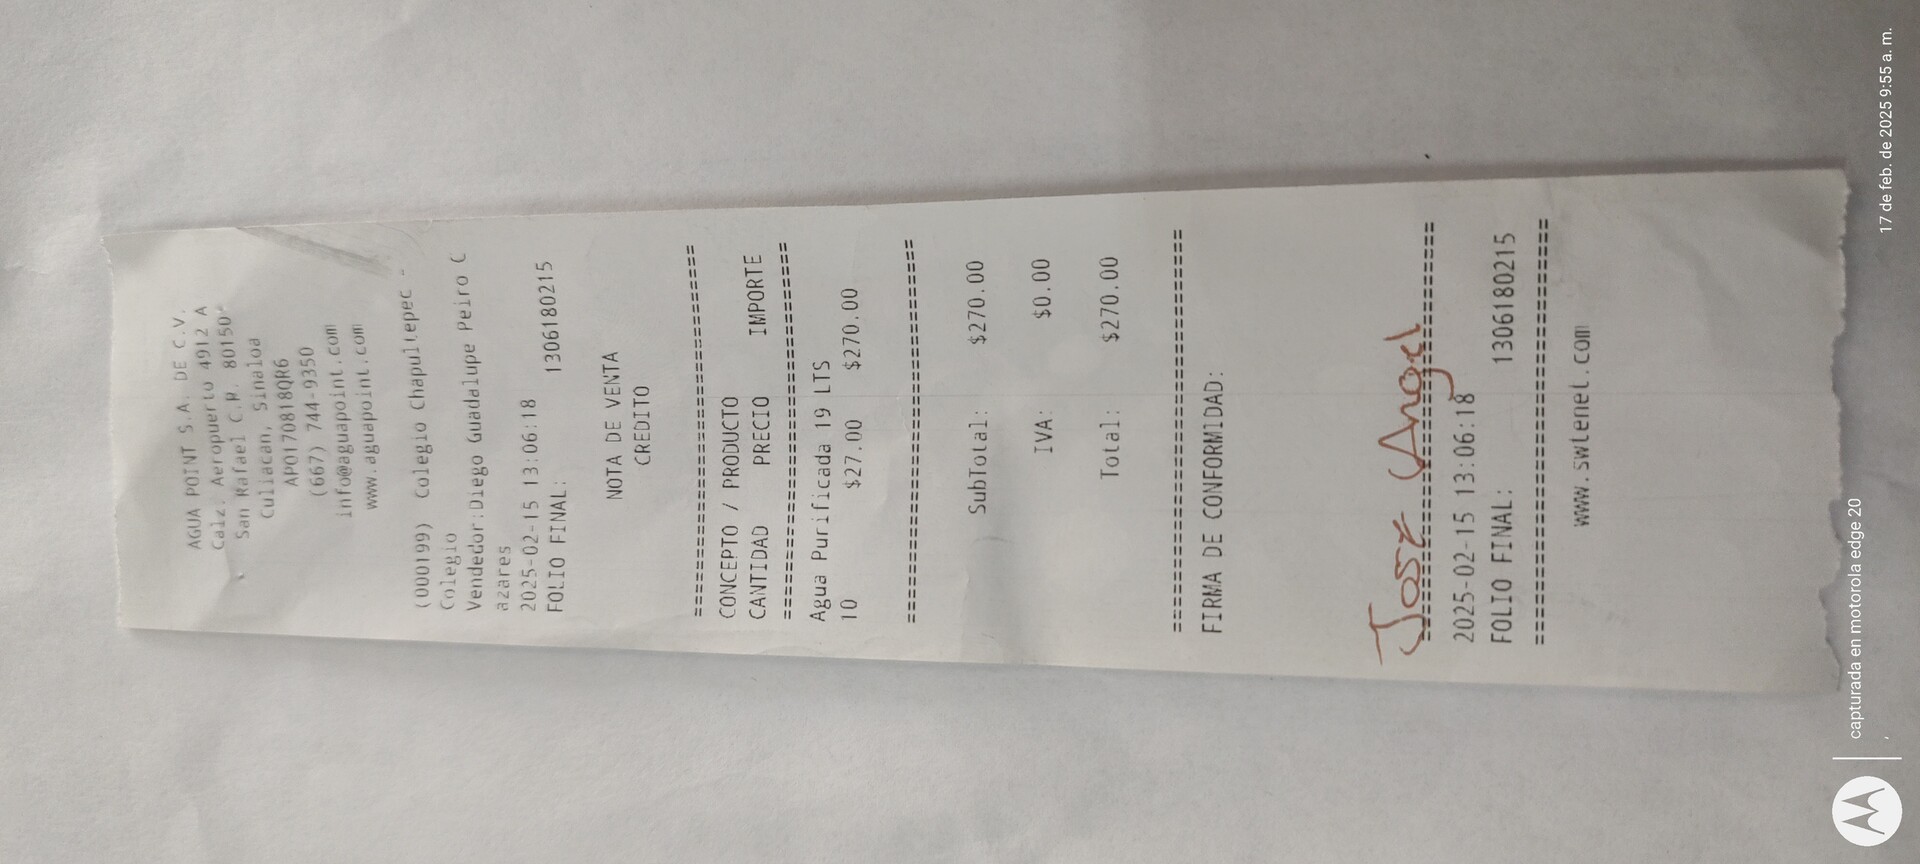 AGUA POINT S.A. DE C.V.
Calz. Aeropuerto 4912 A
San Rafael C.P. 80150
Culiacan, Sinaloa
APO170818QR6
(667) 744-9350
info@aguapoint.com
www.aguapoint.com
(000199) Colegio Chapultepec -
Colegio
Vendedor:Diego Guadalupe Peiro C
azares
2025-02-15 13:06:18
FOLIO FINAL: 1306180215
NOTA DE VENTA
CREDITO
================================
CONCEPTO / PRODUCTO
CANTIDAD PRECIO IMPORTE
================================
Agua Purificada 19 LTS
10 $27.00 $270.00
================================
SubTotal: $270.00
IVA: $0.00
Total: $270.00
================================
FIRMA DE CONFORMIDAD:
Jose Angel
================================
2025-02-15 13:06:18
FOLIO FINAL: 1306180215
================================
www.swtenet.com
capturada en motorola edge 20
17 de feb. de 2025 9:55 a. m.